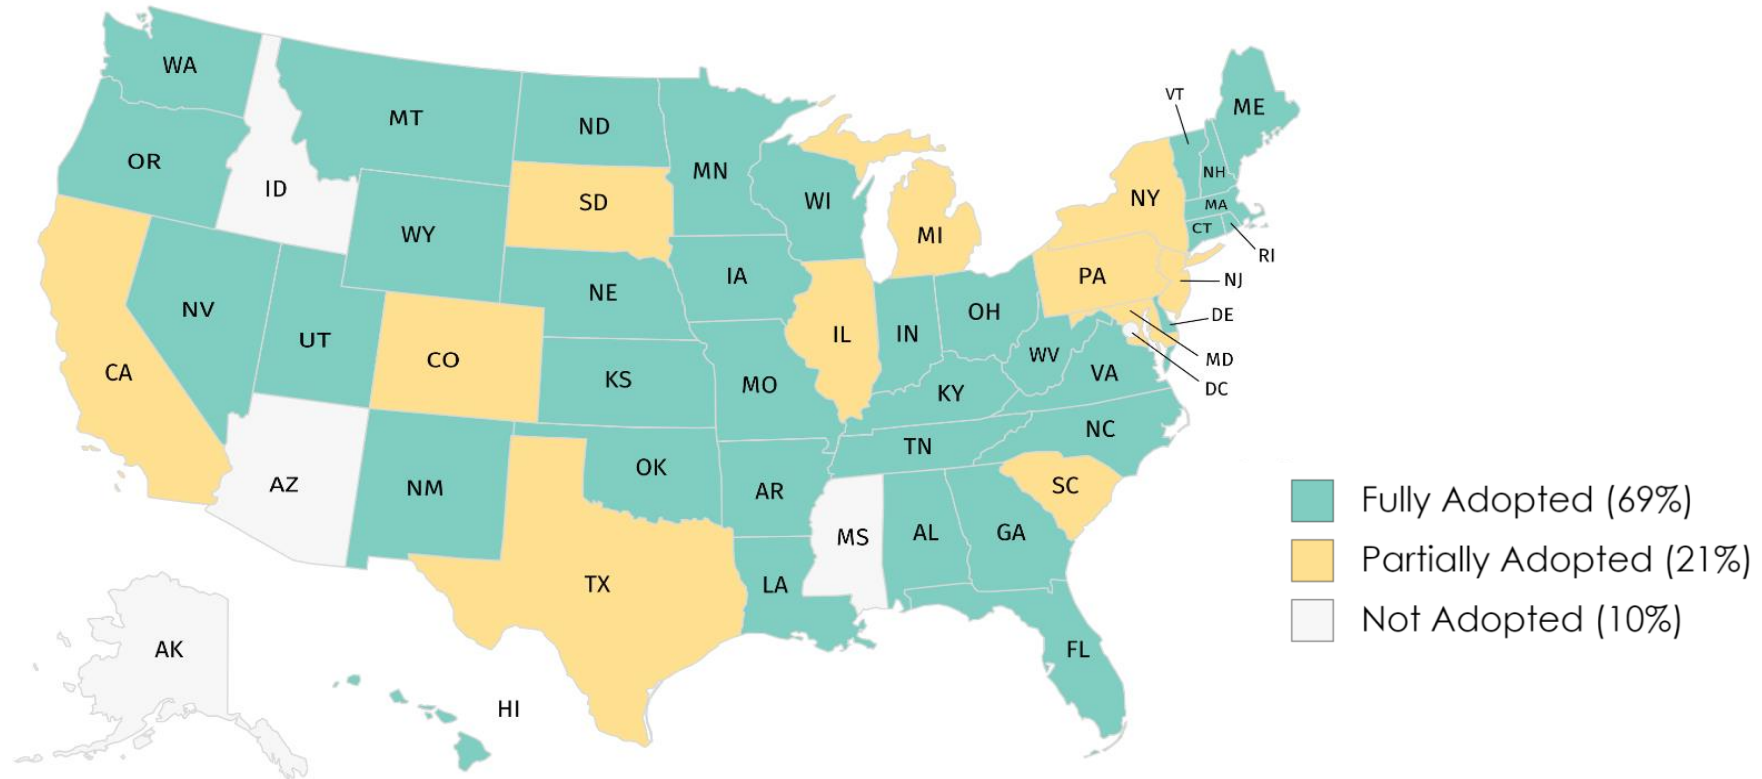 WA
MT
ND
MN
VT
ME
OR
ID
SD
WI
NH
WY
MI
NY
MA
CT
RI
NV
UT
NE
IA
PA
NJ
CA
CO
KS
IL
IN
OH
DE
MO
WV
VA
MD
KY
DC
AZ
NM
OK
AR
TN
NC
SC
MS
AL
GA
TX
LA
FL
AK
HI
Fully Adopted (69%)
Partially Adopted (21%)
Not Adopted (10%)